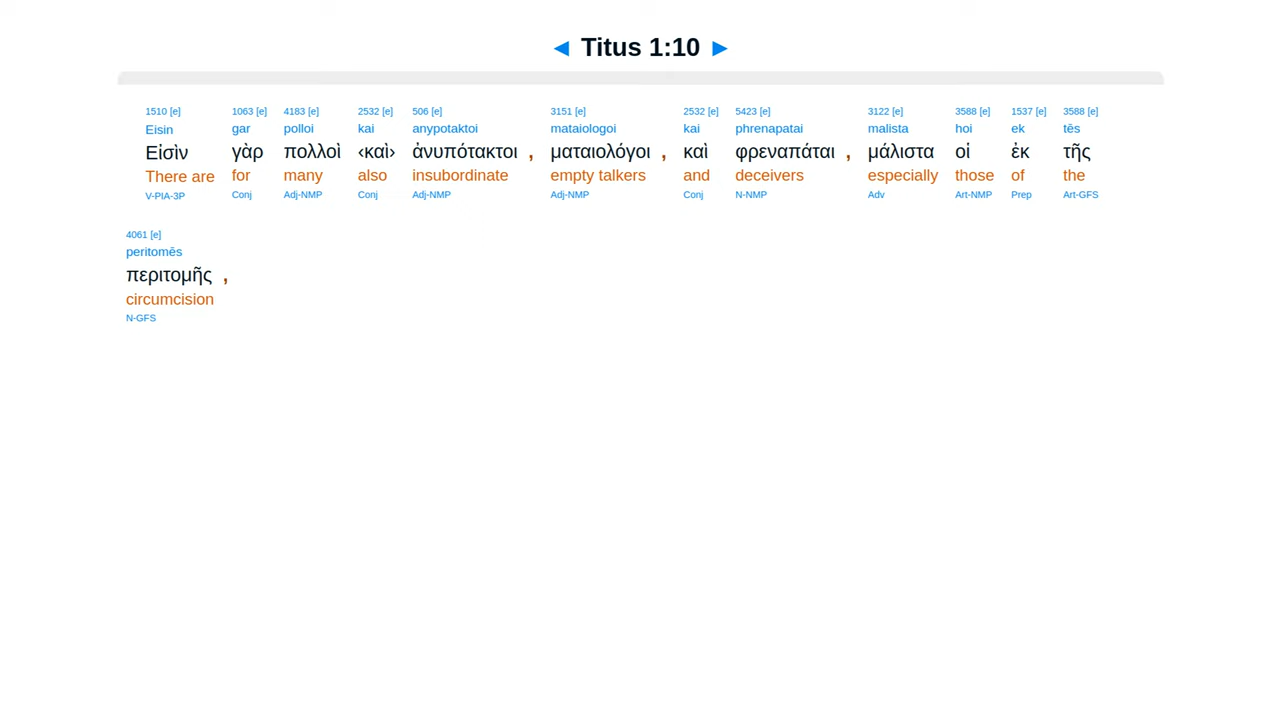 ◄ Titus 1:10 ►
1510 [e] 1063 [e] 4183 [e] 2532 [e] 506 [e] 3151 [e] 2532 [e] 5423 [e] 3122 [e] 3588 [e] 1537 [e] 3588 [e]
Eisin gar polloi kai anypotaktoi mataiologoi kai phrenapatai malista hoi ek tēs
Εἰσὶν γὰρ πολλοὶ ‹καὶ› ἀνυπότακτοι , ματαιολόγοι , καὶ φρεναπάται , μάλιστα οἱ ἐκ τῆς
There are for many also insubordinate empty talkers and deceivers especially those of the
V-PIA-3P Conj Adj-NMP Conj Adj-NMP Adj-NMP Conj N-NMP Adv Art-NMP Prep Art-GFS
4061 [e]
peritomēs
περιτομῆς ,
circumcision
N-GFS